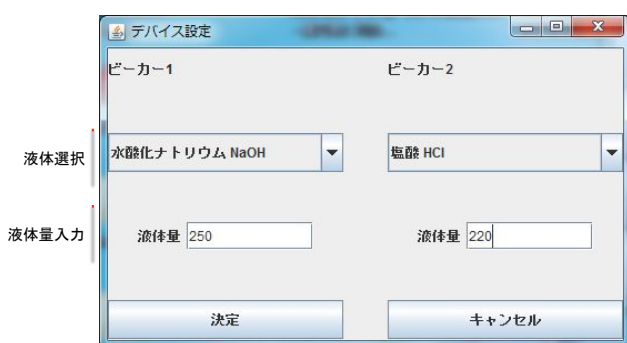 デバイス設定
ビーカー1 ビーカー2
液体選択 水酸化ナトリウム NaOH 塩酸 HCl
液体量入力 液体量 250 液体量 220
決定 キャンセル